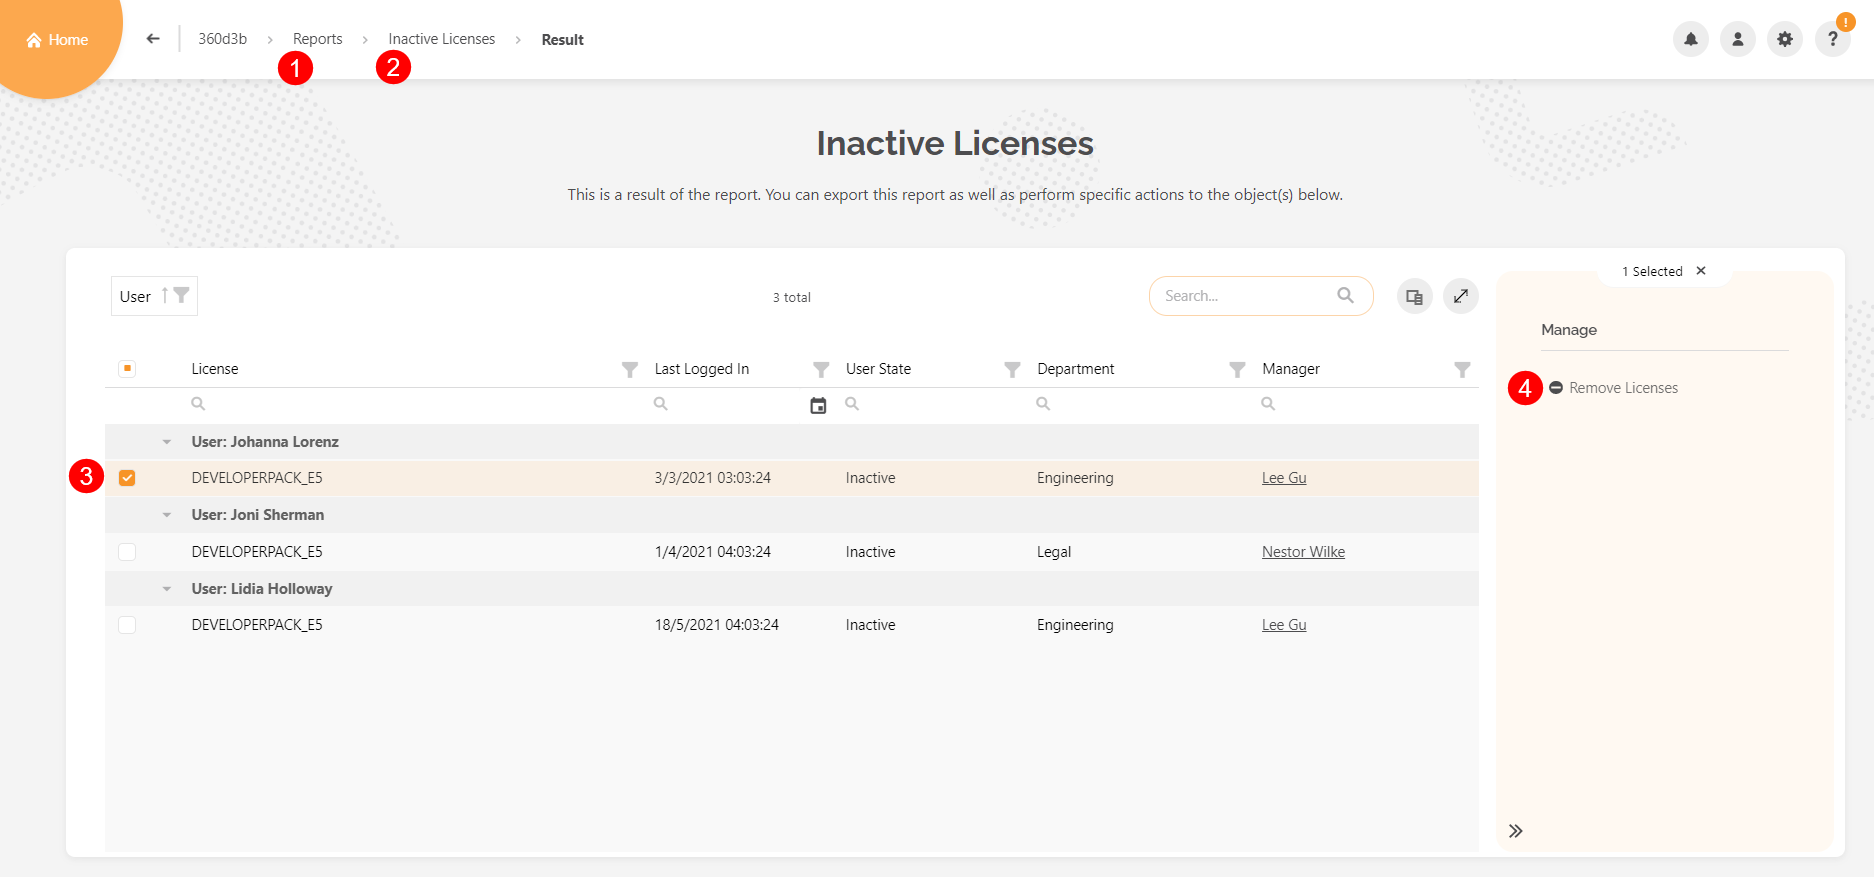 Home
360d3b > Reports > Inactive Licenses > Result
? !
1 2
Inactive Licenses
This is a result of the report. You can export this report as well as perform specific actions to the object(s) below.
1 Selected
User
3 total
Search...
Manage
License Last Logged In User State Department Manager
4 Remove Licenses
User: Johanna Lorenz
3 DEVELOPERPACK_E5 3/3/2021 03:03:24 Inactive Engineering Lee Gu
User: Joni Sherman
DEVELOPERPACK_E5 1/4/2021 04:03:24 Inactive Legal Nestor Wilke
User: Lidia Holloway
DEVELOPERPACK_E5 18/5/2021 04:03:24 Inactive Engineering Lee Gu